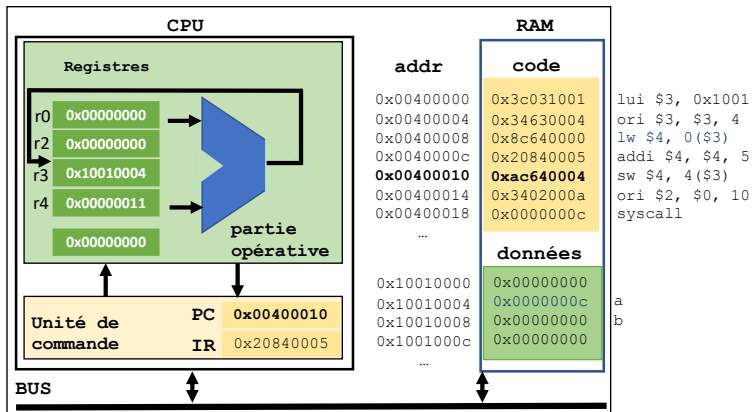 CPU
RAM
Registres
r0 0x00000000
r2 0x00000000
r3 0x10010004
r4 0x00000011
0x00000000
partie
opérative
Unité de
commande
PC 0x00400010
IR 0x20840005
BUS
addr code
0x00400000 0x3c031001 lui $3, 0x1001
0x00400004 0x34630004 ori $3, $3, 4
0x00400008 0x8c640000 lw $4, 0($3)
0x0040000c 0x20840005 addi $4, $4, 5
0x00400010 0xac640004 sw $4, 4($3)
0x00400014 0x3402000a ori $2, $0, 10
0x00400018 0x0000000c syscall
…
données
0x10010000 0x00000000
0x10010004 0x0000000c a
0x10010008 0x00000000 b
0x1001000c 0x00000000
…